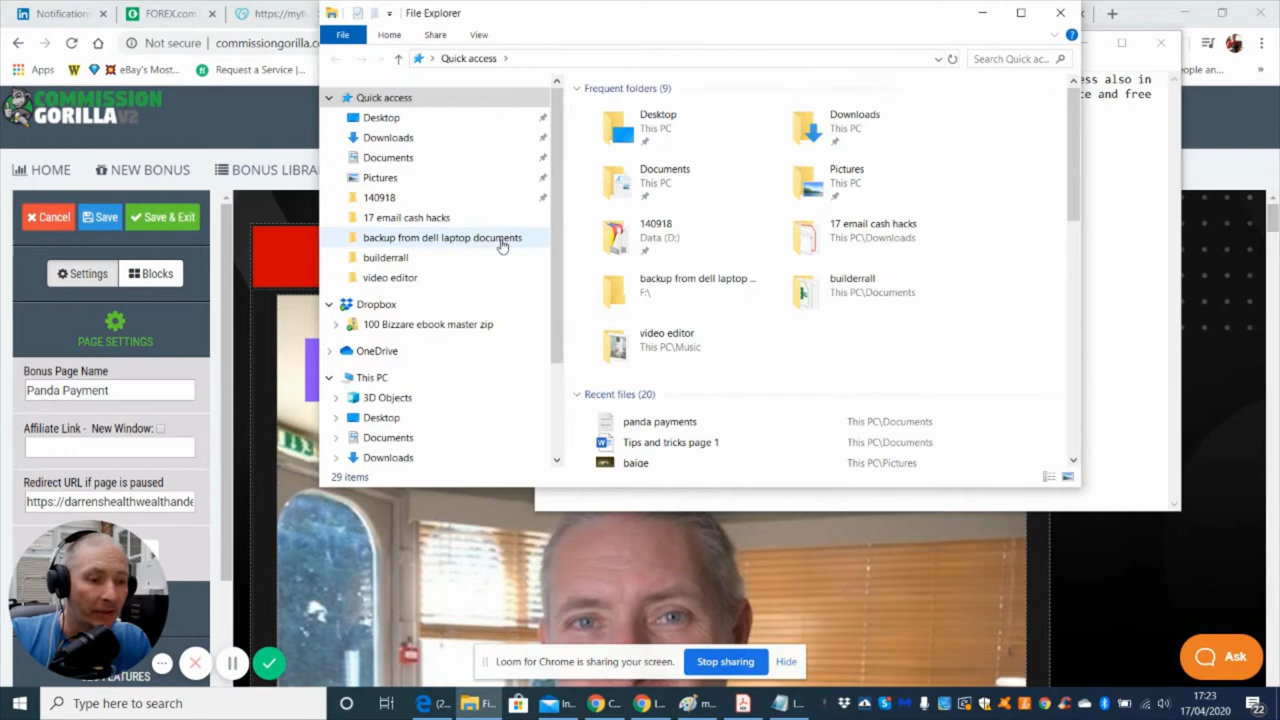 Notification:
FOREX.com
https://myh
File Explorer
File
Home
Share
View
Not secure
commissiongorilla.c
Quick access
Search Quick ac...
Apps
eBay's Most...
Request a Service |
ople an...
COMMISSION
GORILLA V2
HOME
NEW BONUS
BONUS LIBRA
Cancel
Save
Save & Exit
Settings
Blocks
PAGE SETTINGS
Bonus Page Name
Panda Payment
Affiliate Link - New Window:
Redirect URL if page is paused
https://darrenshealthwealthande
Quick access
Desktop
Downloads
Documents
Pictures
140918
17 email cash hacks
backup from dell laptop documents
builderrall
video editor
Dropbox
100 Bizzare ebook master zip
OneDrive
This PC
3D Objects
Desktop
Documents
Downloads
29 items
Frequent folders (9)
Desktop
This PC
Downloads
This PC
Documents
This PC
Pictures
This PC
140918
Data (D:)
17 email cash hacks
This PC\Downloads
backup from dell laptop ...
F:\
builderrall
This PC\Documents
video editor
This PC\Music
Recent files (20)
panda payments
This PC\Documents
Tips and tricks page 1
This PC\Documents
baige
This PC\Pictures
ss also in
ce and free
Loom for Chrome is sharing your screen.
Stop sharing
Hide
Ask
Type here to search
(2...
Fi...
In...
C...
L...
m...
L...
17:23
17/04/2020
22